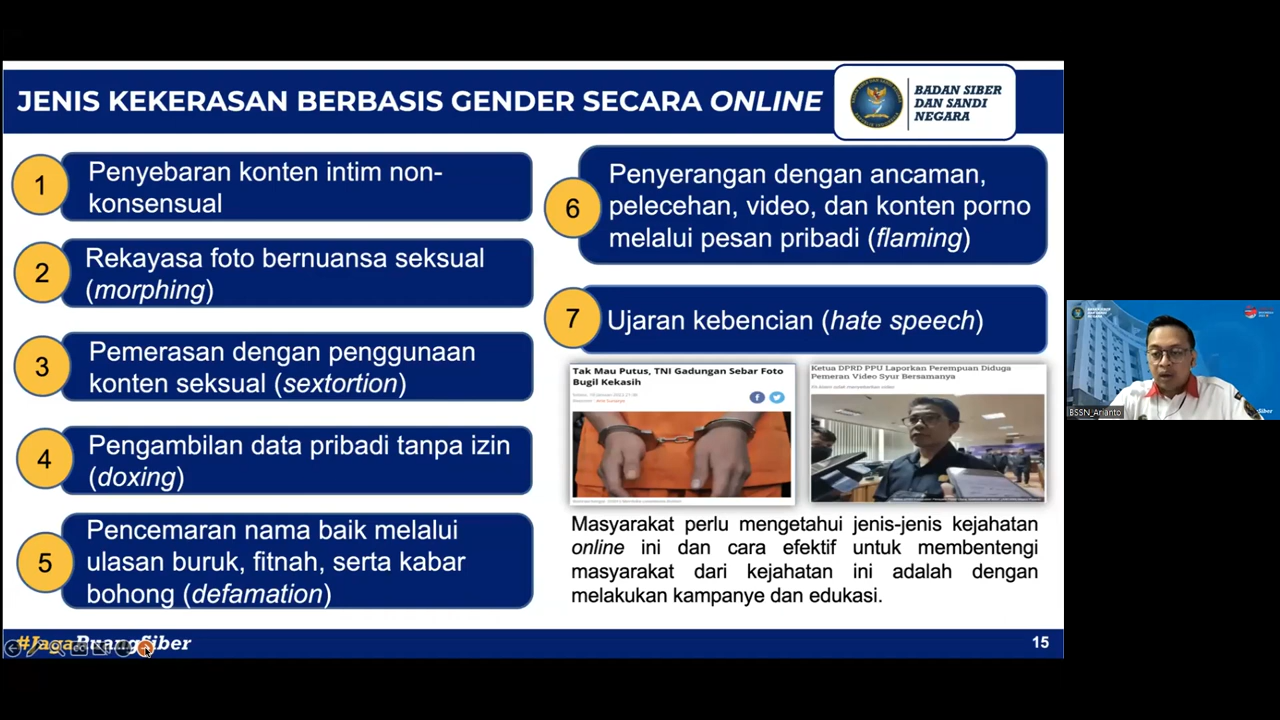 JENIS KEKERASAN BERBASIS GENDER SECARA ONLINE
BADAN SIBER
DAN SANDI
NEGARA
1
Penyebaran konten intim non-
konsensual
2
Rekayasa foto bernuansa seksual
(morphing)
3
Pemerasan dengan penggunaan
konten seksual (sextortion)
4
Pengambilan data pribadi tanpa izin
(doxing)
5
Pencemaran nama baik melalui
ulasan buruk, fitnah, serta kabar
bohong (defamation)
6
Penyerangan dengan ancaman,
pelecehan, video, dan konten porno
melalui pesan pribadi (flaming)
7
Ujaran kebencian (hate speech)
Tak Mau Putus, TNI Gadungan Sebar Foto
Bugil Kekasih
Ketua DPRD PPU Laporkan Perempuan Diduga
Pemeran Video Syur Bersamanya
Masyarakat perlu mengetahui jenis-jenis kejahatan
online ini dan cara efektif untuk membentengi
masyarakat dari kejahatan ini adalah dengan
melakukan kampanye dan edukasi.
#JagaRuangSiber
15
BSSN_Arianto